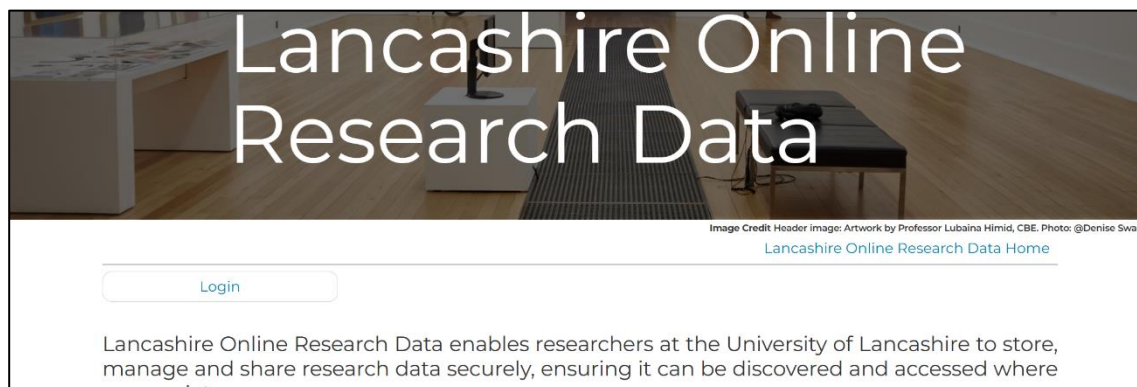 Lancashire Online
Research Data
Image Credit Header image: Artwork by Professor Lubaina Himid, CBE. Photo: @Denise Swa
Lancashire Online Research Data Home
Login
Lancashire Online Research Data enables researchers at the University of Lancashire to store,
manage and share research data securely, ensuring it can be discovered and accessed where